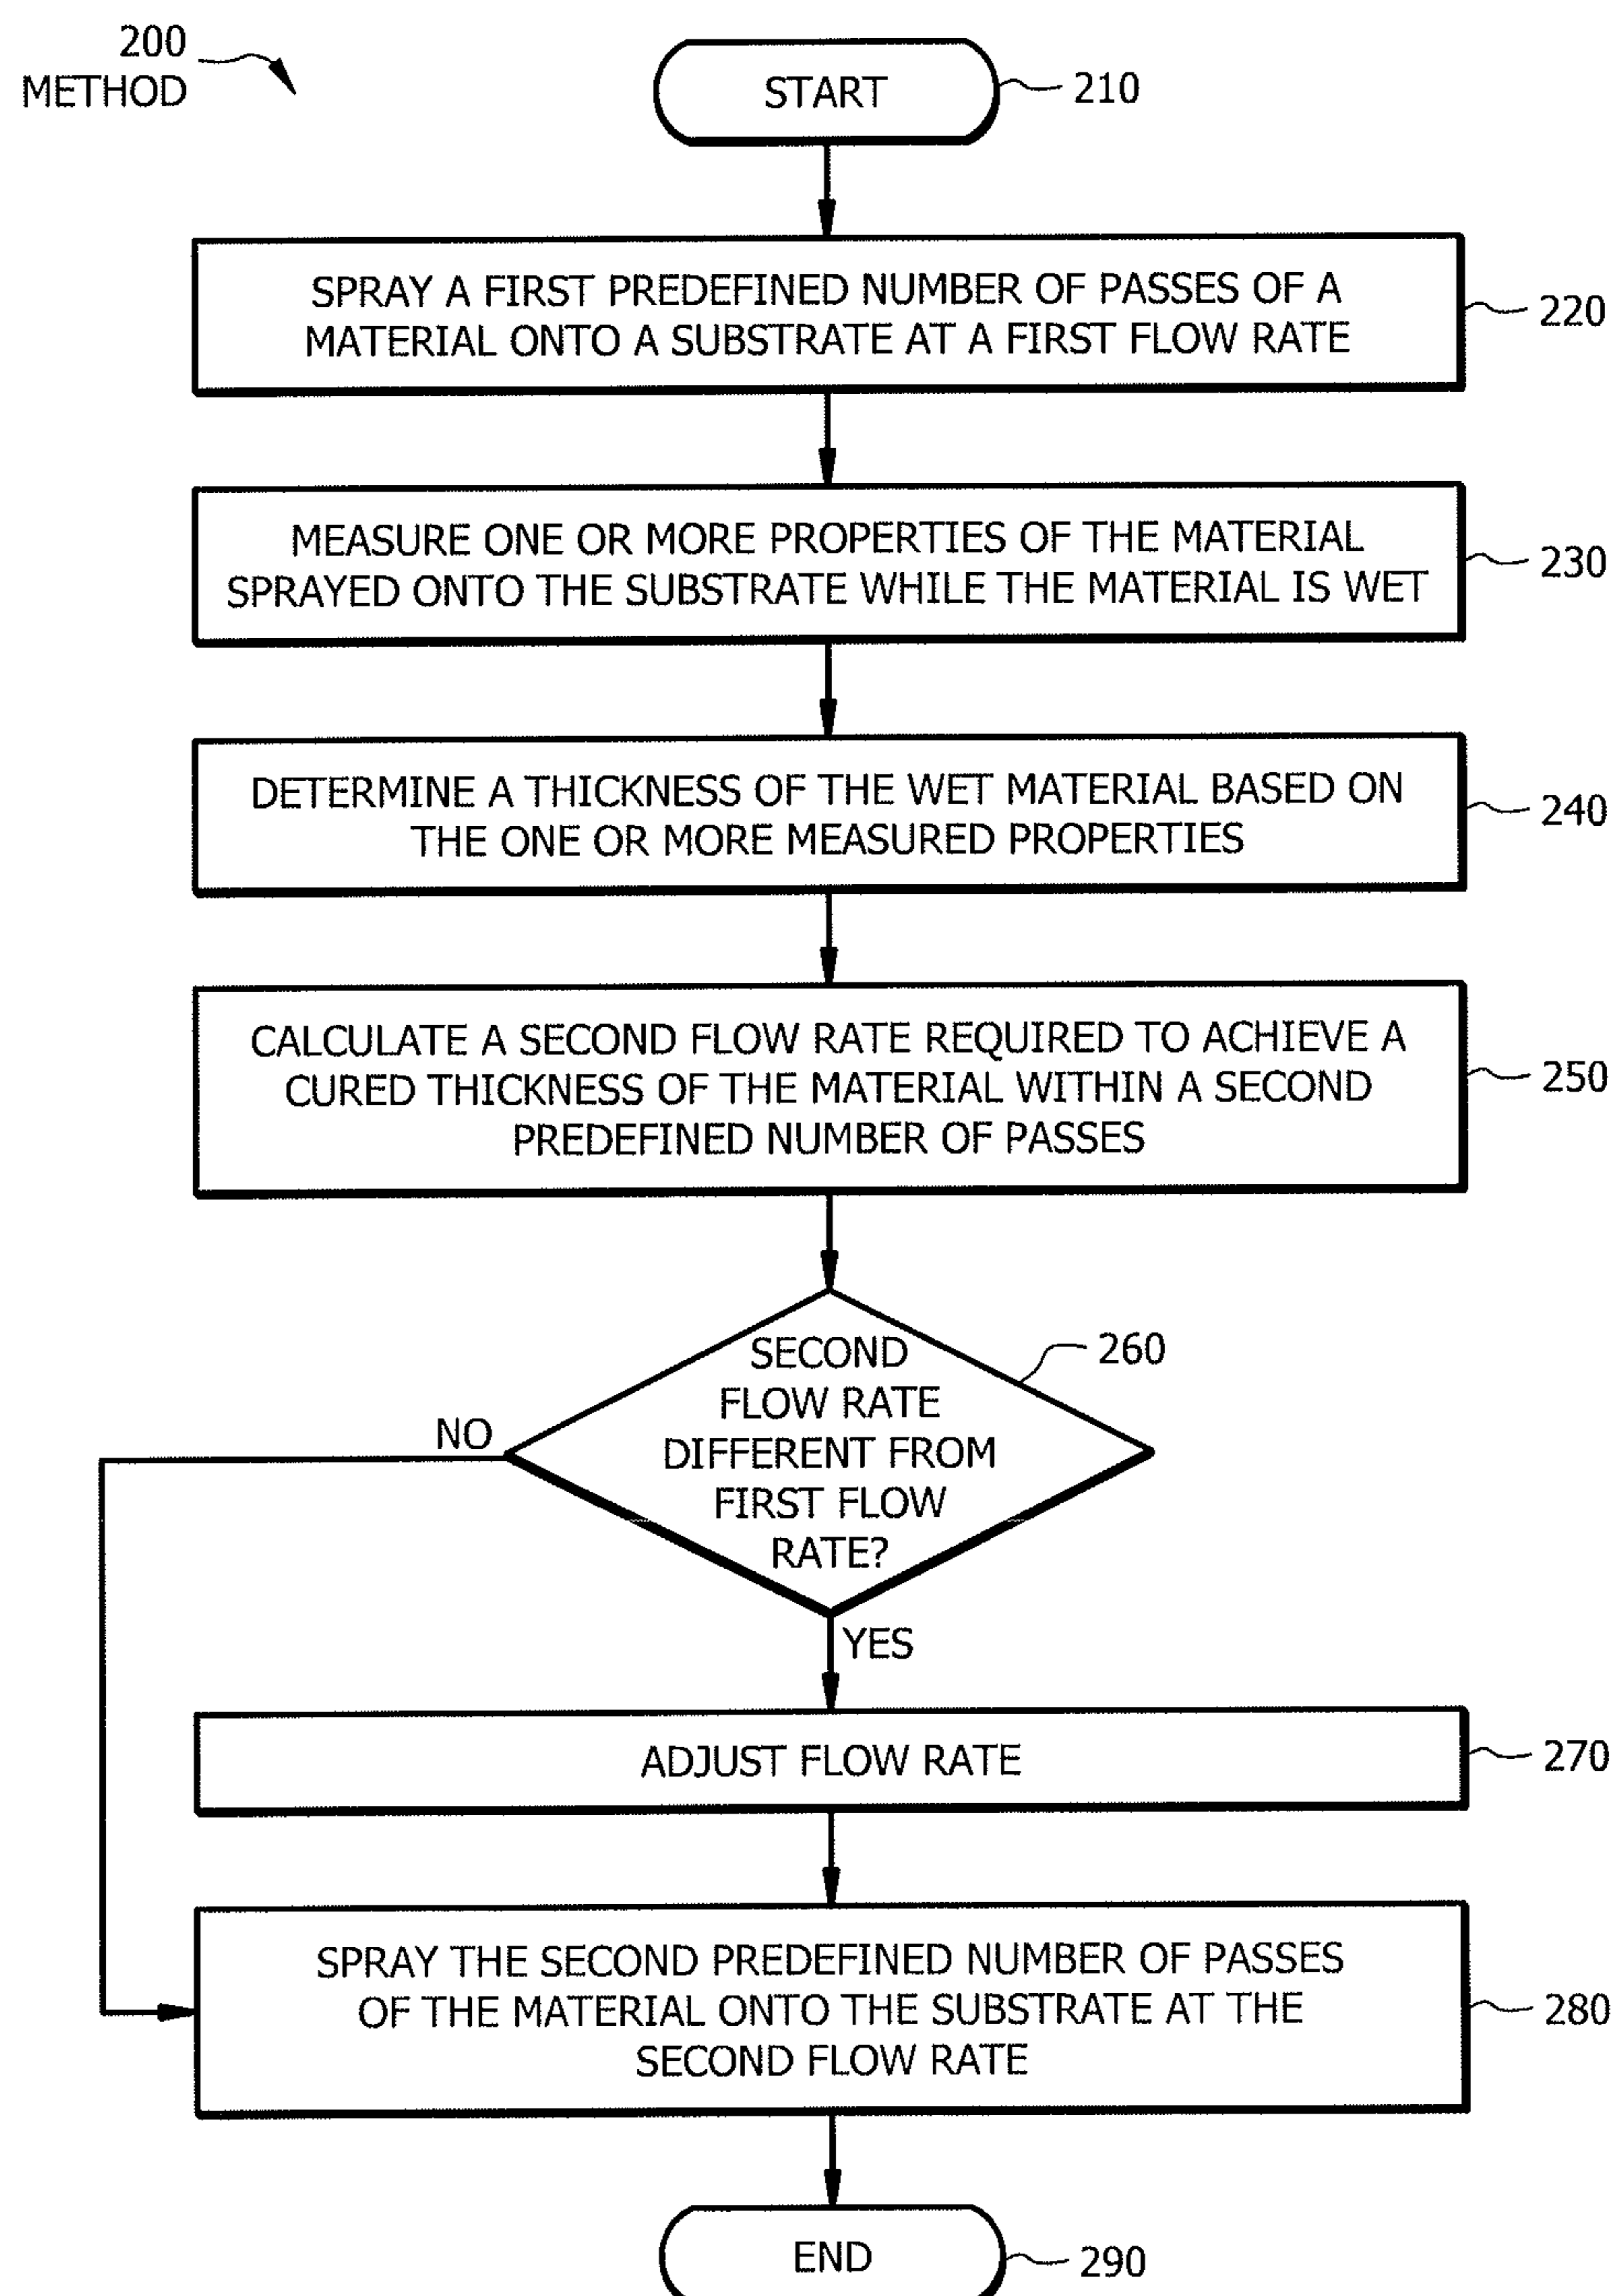 200
METHOD
START
210
SPRAY A FIRST PREDEFINED NUMBER OF PASSES OF A
MATERIAL ONTO A SUBSTRATE AT A FIRST FLOW RATE
220
MEASURE ONE OR MORE PROPERTIES OF THE MATERIAL
SPRAYED ONTO THE SUBSTRATE WHILE THE MATERIAL IS WET
230
DETERMINE A THICKNESS OF THE WET MATERIAL BASED ON
THE ONE OR MORE MEASURED PROPERTIES
240
CALCULATE A SECOND FLOW RATE REQUIRED TO ACHIEVE A
CURED THICKNESS OF THE MATERIAL WITHIN A SECOND
PREDEFINED NUMBER OF PASSES
250
SECOND
FLOW RATE
DIFFERENT FROM
FIRST FLOW
RATE?
260
NO
YES
ADJUST FLOW RATE
270
SPRAY THE SECOND PREDEFINED NUMBER OF PASSES
OF THE MATERIAL ONTO THE SUBSTRATE AT THE
SECOND FLOW RATE
280
END
290